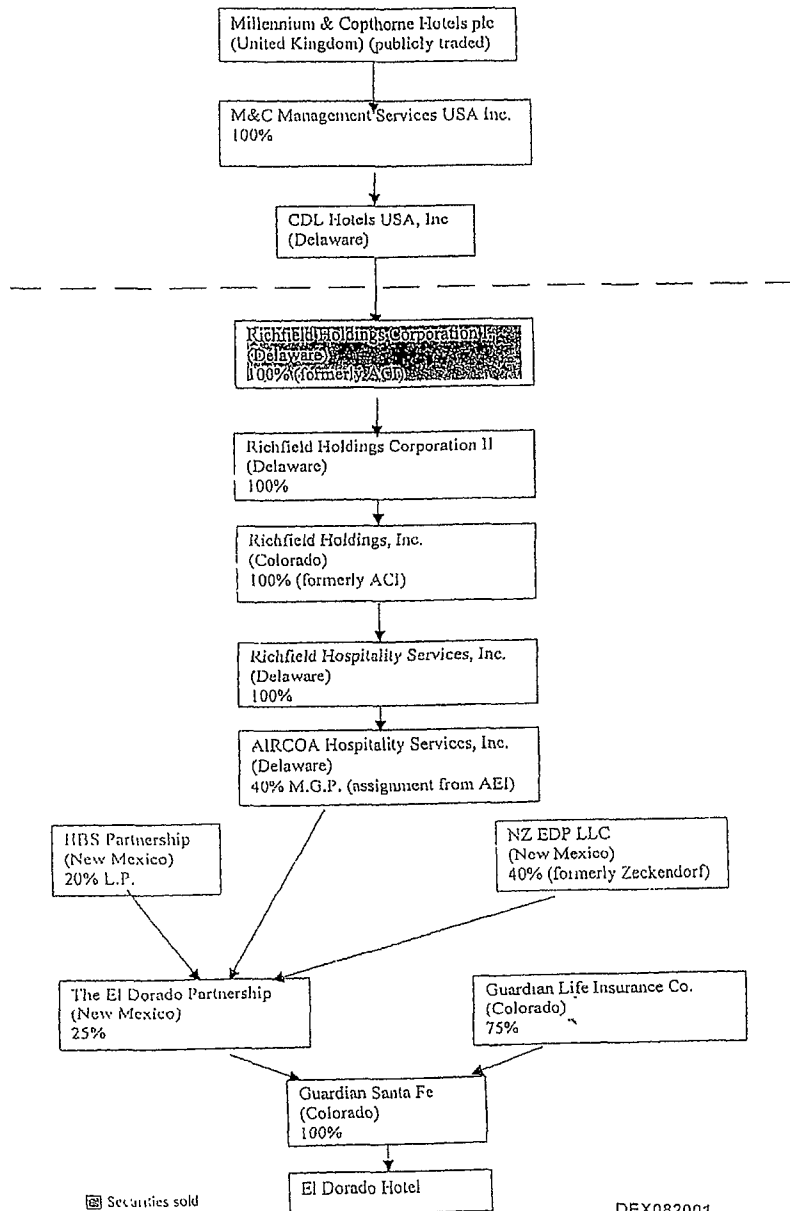 Millennium & Copthorne Hotels plc
(United Kingdom) (publicly traded)
M&C Management Services USA Inc.
100%
CDL Hotels USA, Inc
(Delaware)
Richfield Holdings Corporation I
(Delaware)
100% (formerly ACI)
Richfield Holdings Corporation II
(Delaware)
100%
Richfield Holdings, Inc.
(Colorado)
100% (formerly ACI)
Richfield Hospitality Services, Inc.
(Delaware)
100%
AIRCOA Hospitality Services, Inc.
(Delaware)
40% M.G.P. (assignment from AEI)
HBS Partnership
(New Mexico)
20% L.P.
NZ EDP LLC
(New Mexico)
40% (formerly Zeckendorf)
The El Dorado Partnership
(New Mexico)
25%
Guardian Life Insurance Co.
(Colorado)
75%
Guardian Santa Fe
(Colorado)
100%
El Dorado Hotel
Securities sold
DEX082001